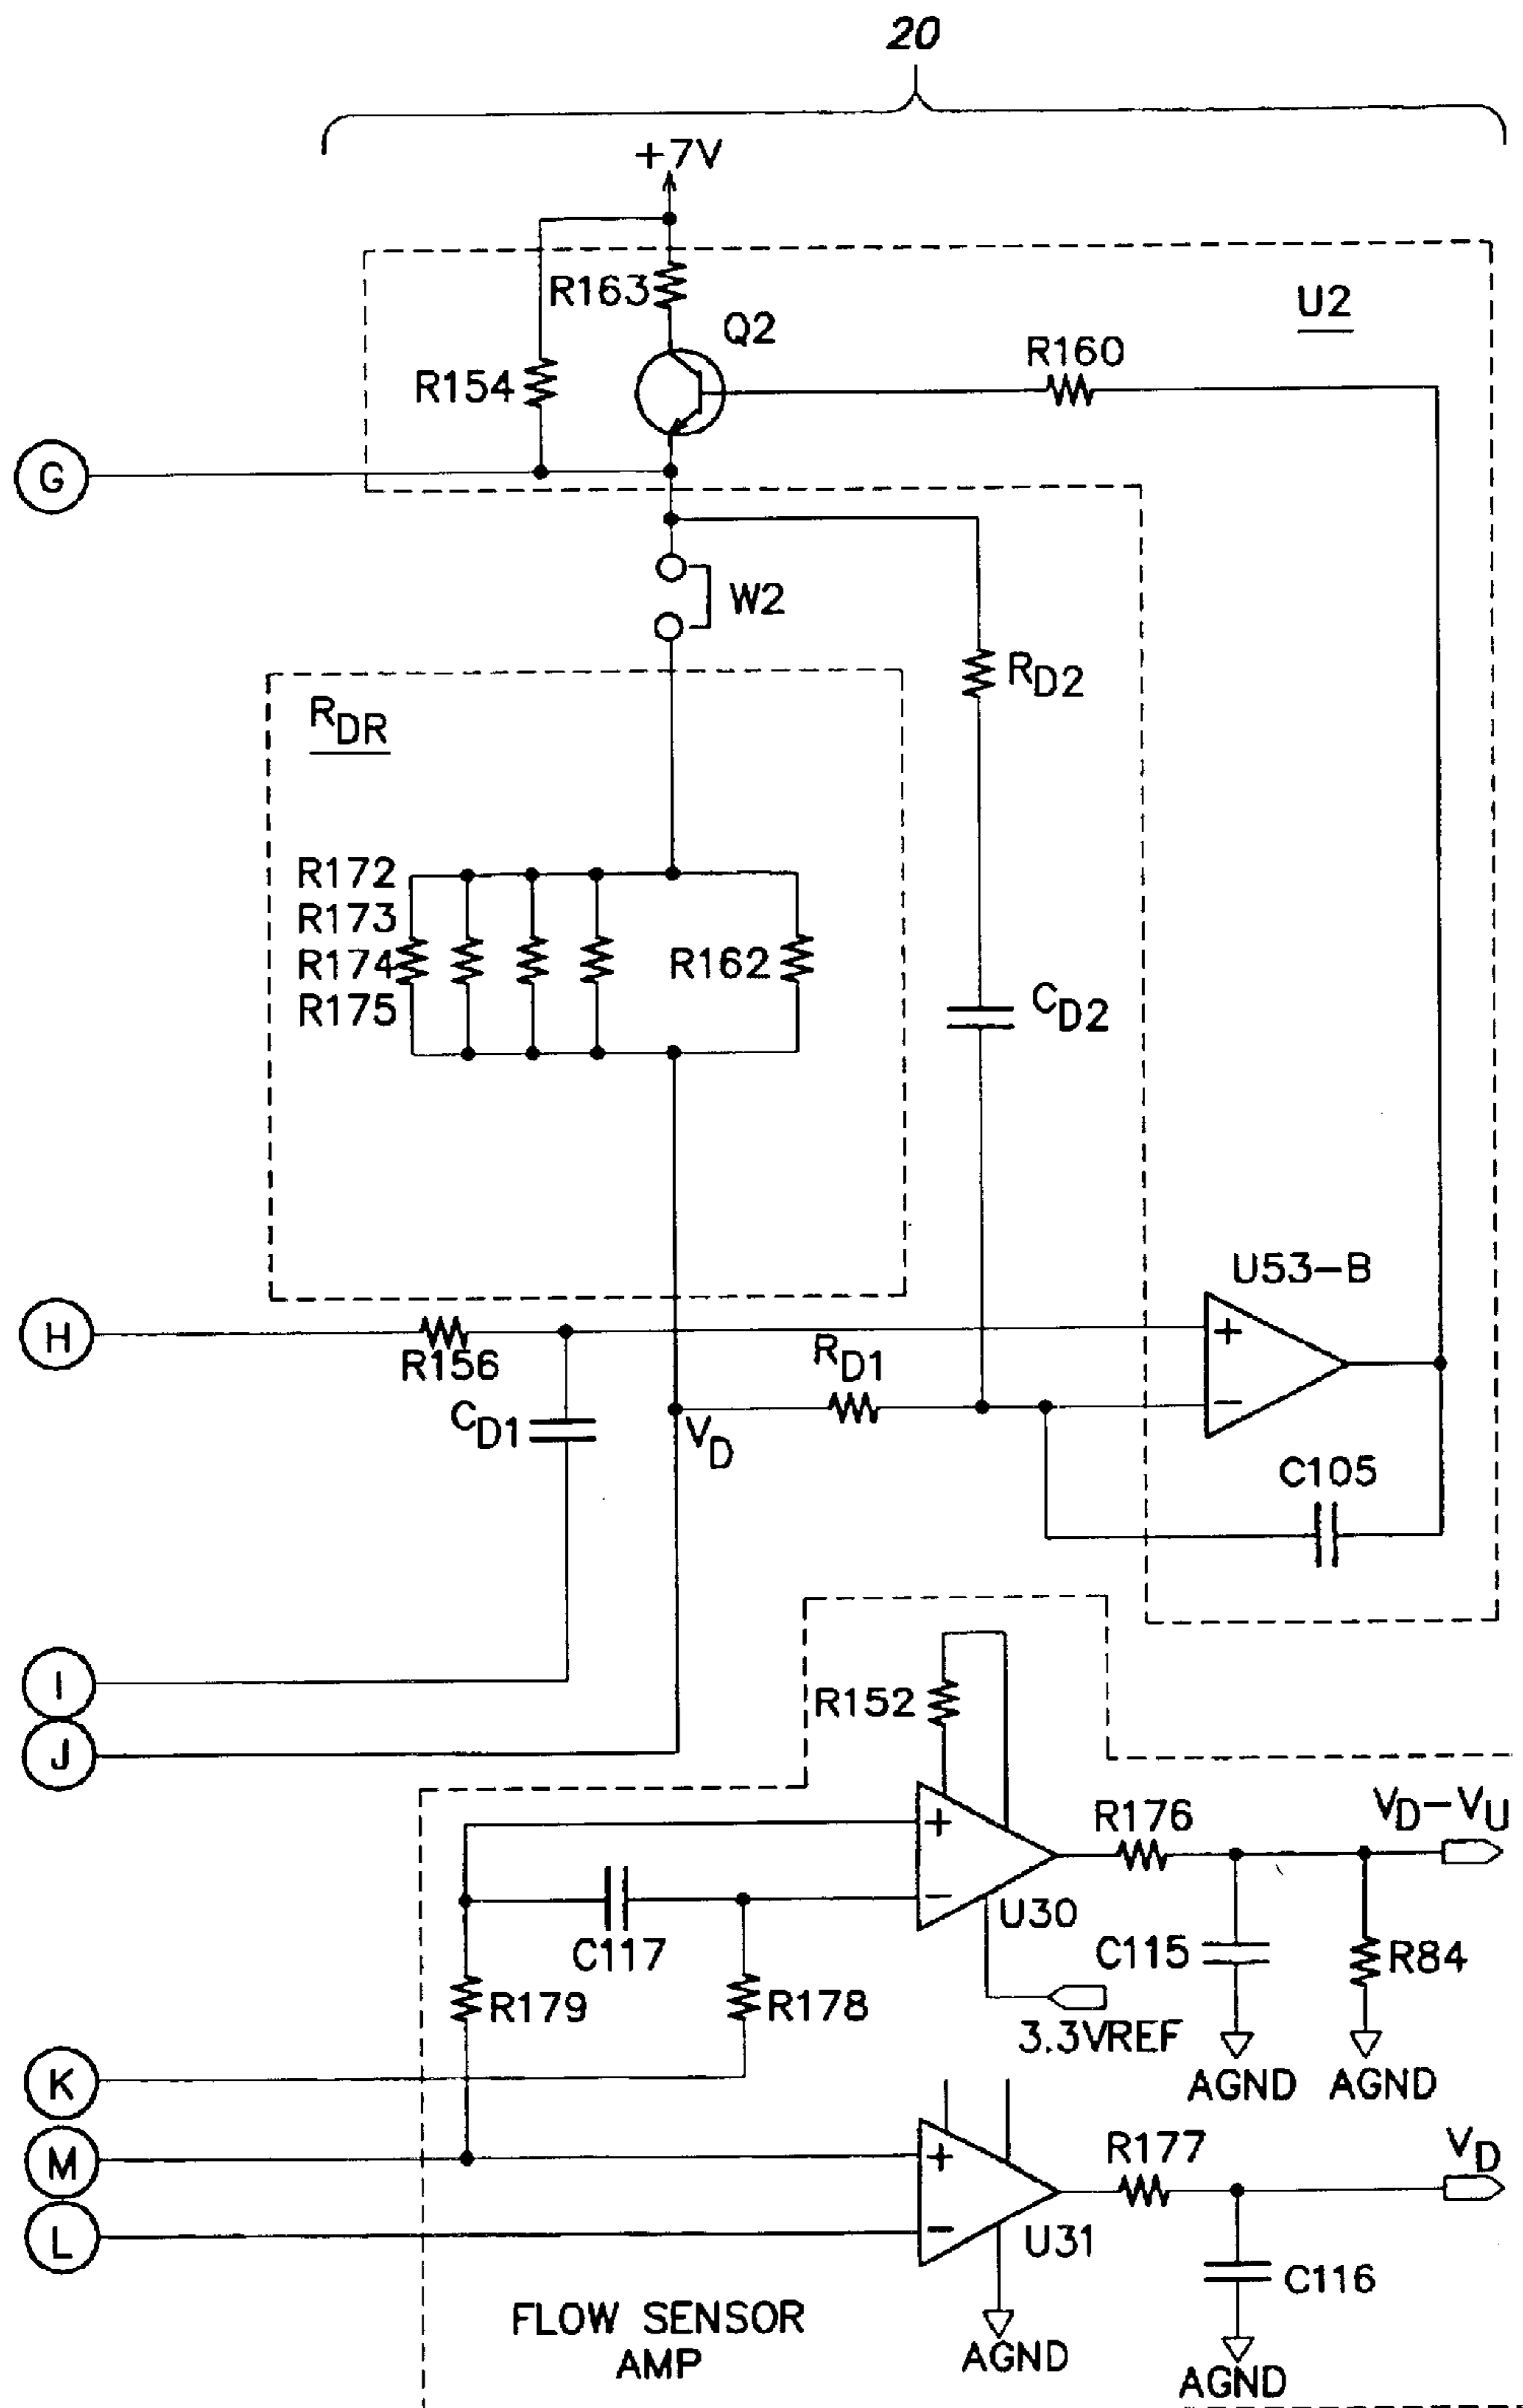 20
+7V
R163
U2
Q2
R160
R154
G
W2
RD2
RDR
R172
R173
R174
R175
R162
CD2
U53-B
H
+
R156
RD1
CD1
VD
−
C105
I
R152
J
R176
VD−VU
+
−
U30
C117
C115
R84
R179
R178
3.3VREF
K
AGND
AGND
M
+
R177
VD
L
−
U31
C116
FLOW SENSOR
AMP
AGND
AGND